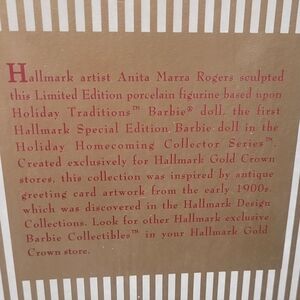 Hallmark artist Anita Marra Rogers sculpted
this Limited Edition porcelain figurine based upon
Holiday Traditions™ Barbie® doll, the first
Hallmark Special Edition Barbie doll in the
Holiday Homecoming Collector Series™.
Created exclusively for Hallmark Gold Crown
stores, this collection was inspired by antique
greeting card artwork from the early 1900s,
which was discovered in the Hallmark Design
Collections. Look for other Hallmark exclusive
Barbie Collectibles™ in your Hallmark Gold
Crown store.